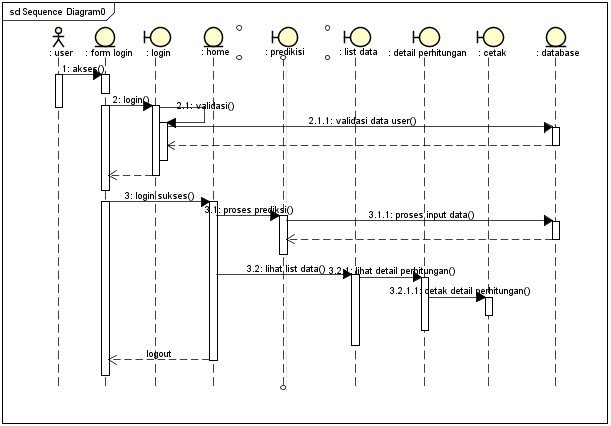 sd Sequence Diagram0
: user
: form login
: login
: home
: predikisi
: list data
: detail perhitungan
: cetak
: database
1: akses()
2: login()
2.1: validasi()
2.1.1: validasi data user()
3: login sukses()
3.1: proses prediksi()
3.1.1: proses input data()
3.2: lihat list data()
3.2.1: lihat detail perhitungan()
3.2.1.1: cetak detail perhitungan()
logout